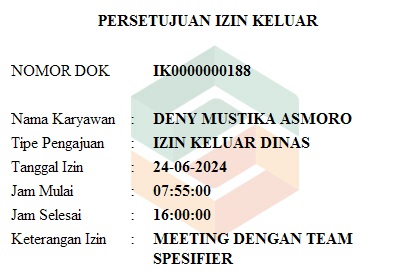 PERSETUJUAN IZIN KELUAR
NOMOR DOK IK0000000188
Nama Karyawan : DENY MUSTIKA ASMORO
Tipe Pengajuan : IZIN KELUAR DINAS
Tanggal Izin : 24-06-2024
Jam Mulai : 07:55:00
Jam Selesai : 16:00:00
Keterangan Izin : MEETING DENGAN TEAM
SPESIFIER